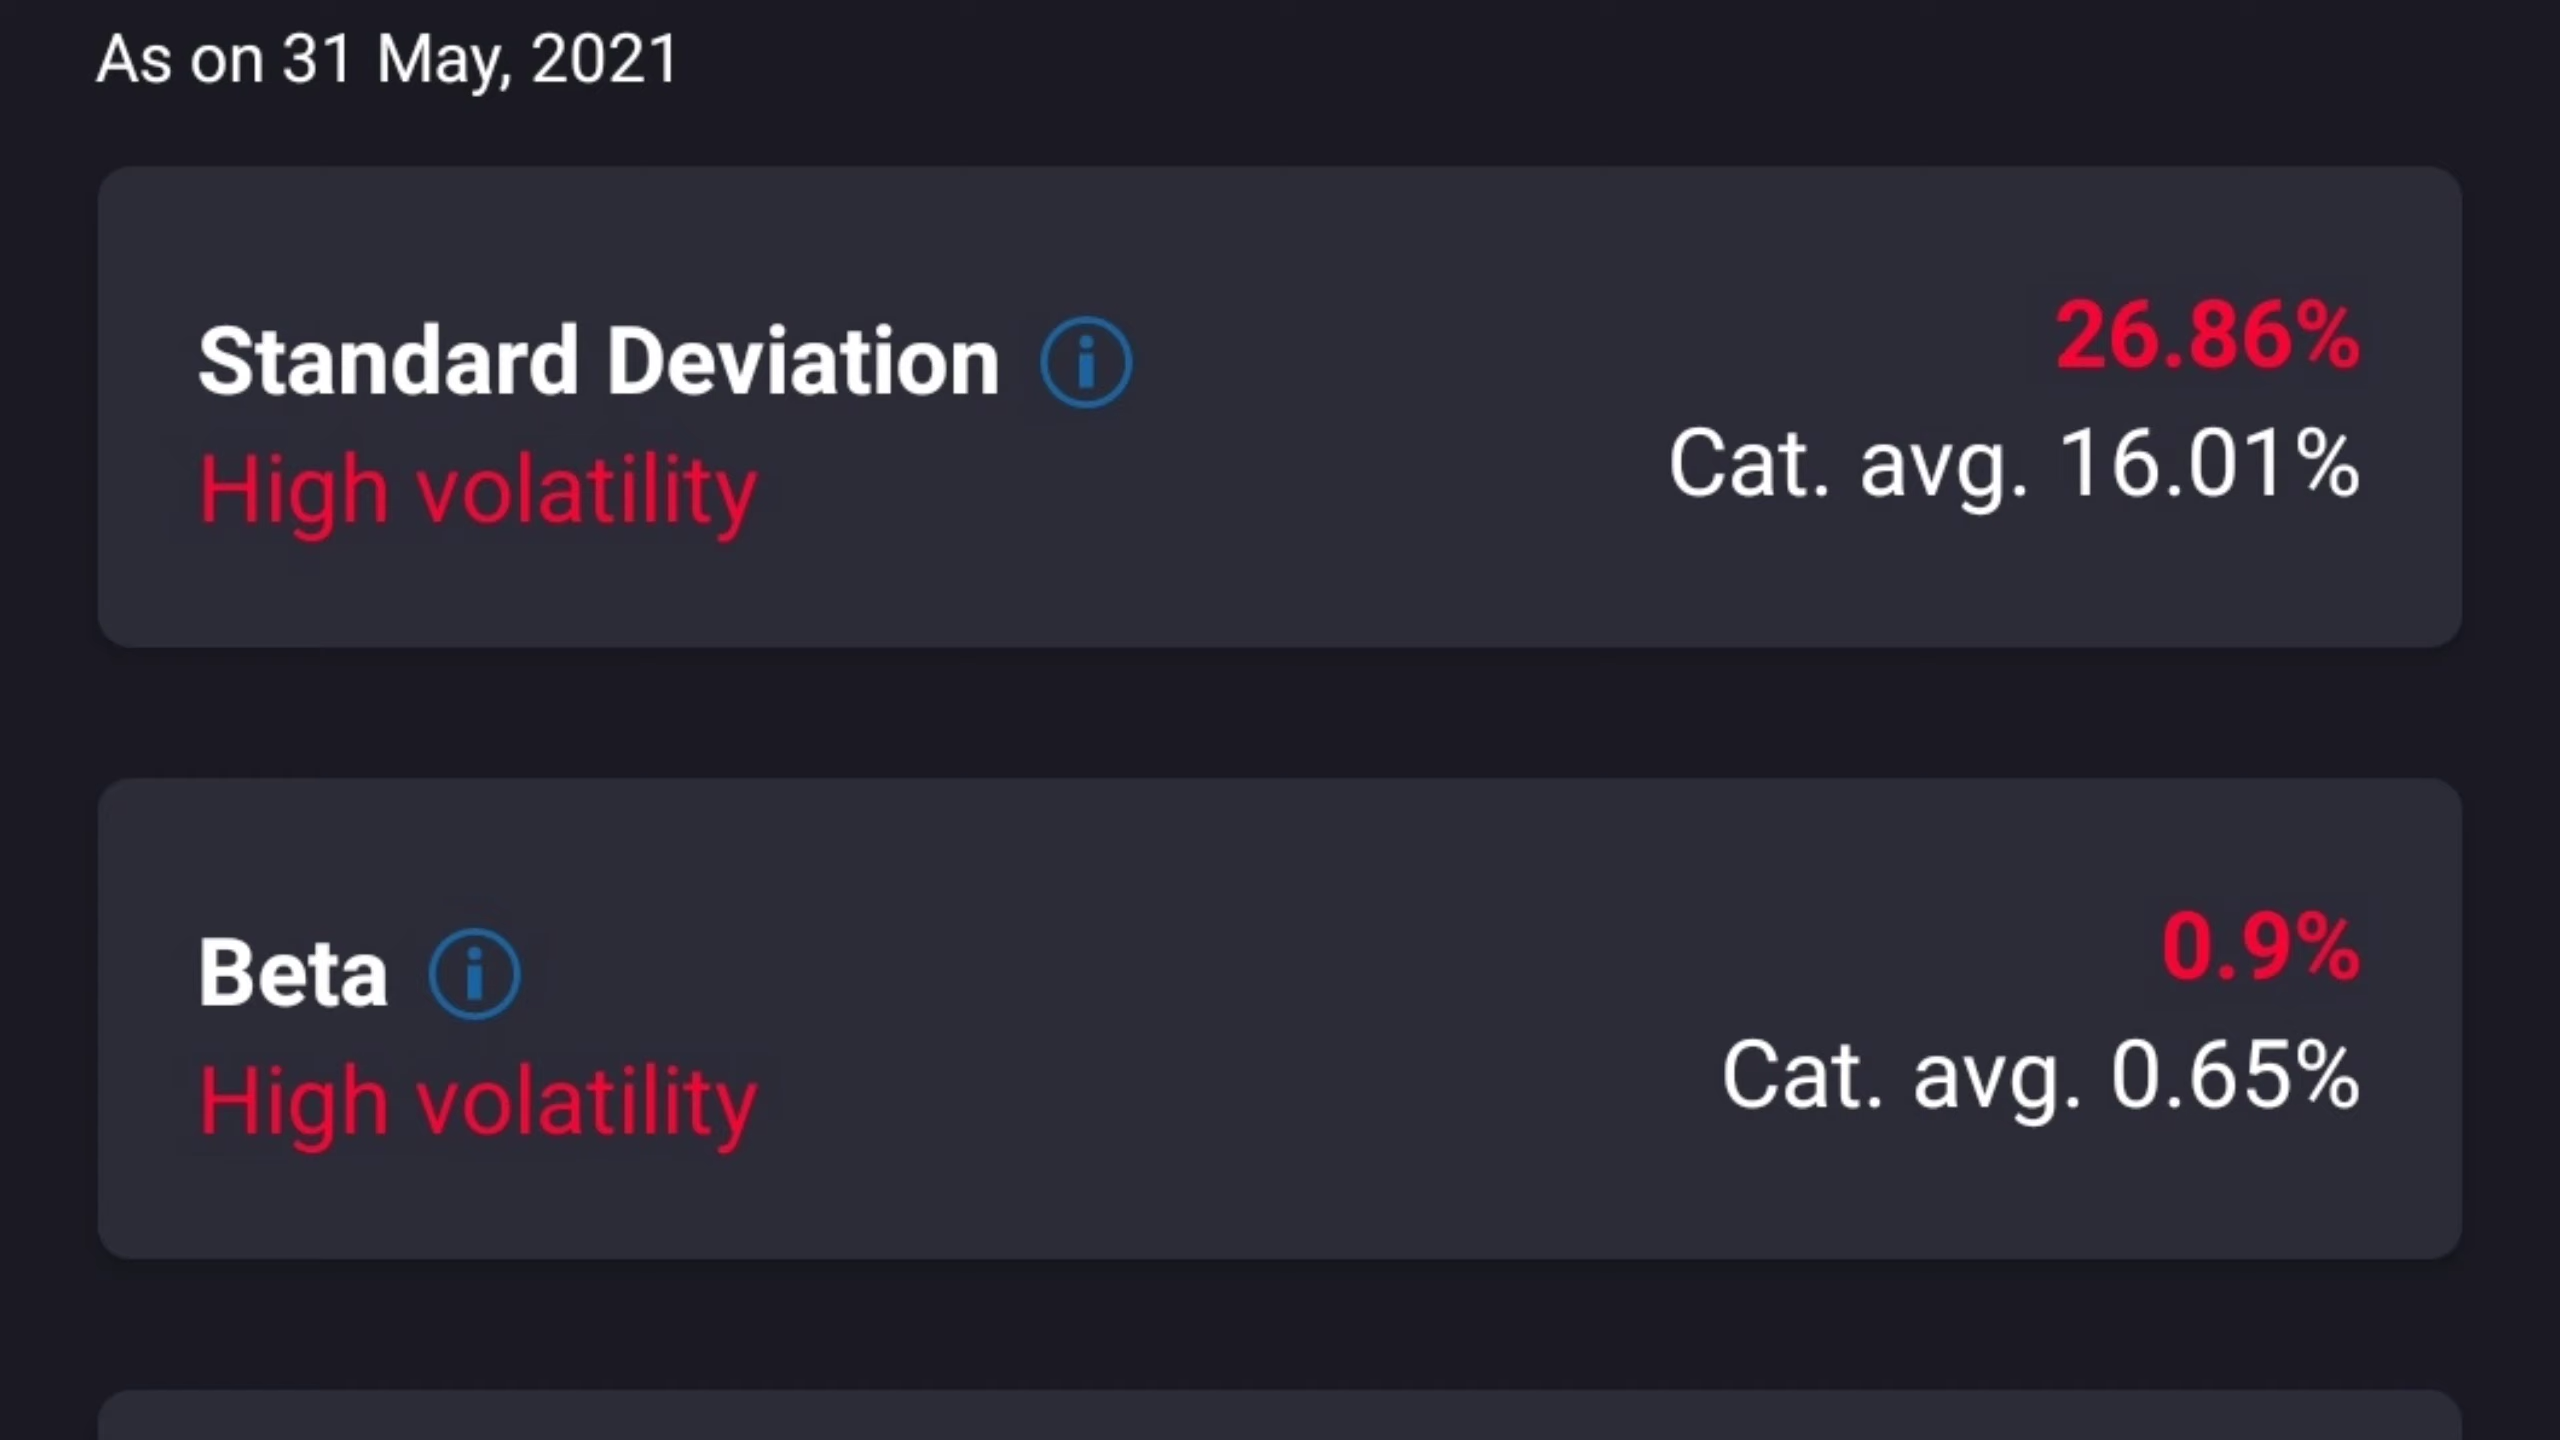 As on 31 May, 2021
Standard Deviation
26.86%
High volatility
Cat. avg. 16.01%
Beta
0.9%
High volatility
Cat. avg. 0.65%